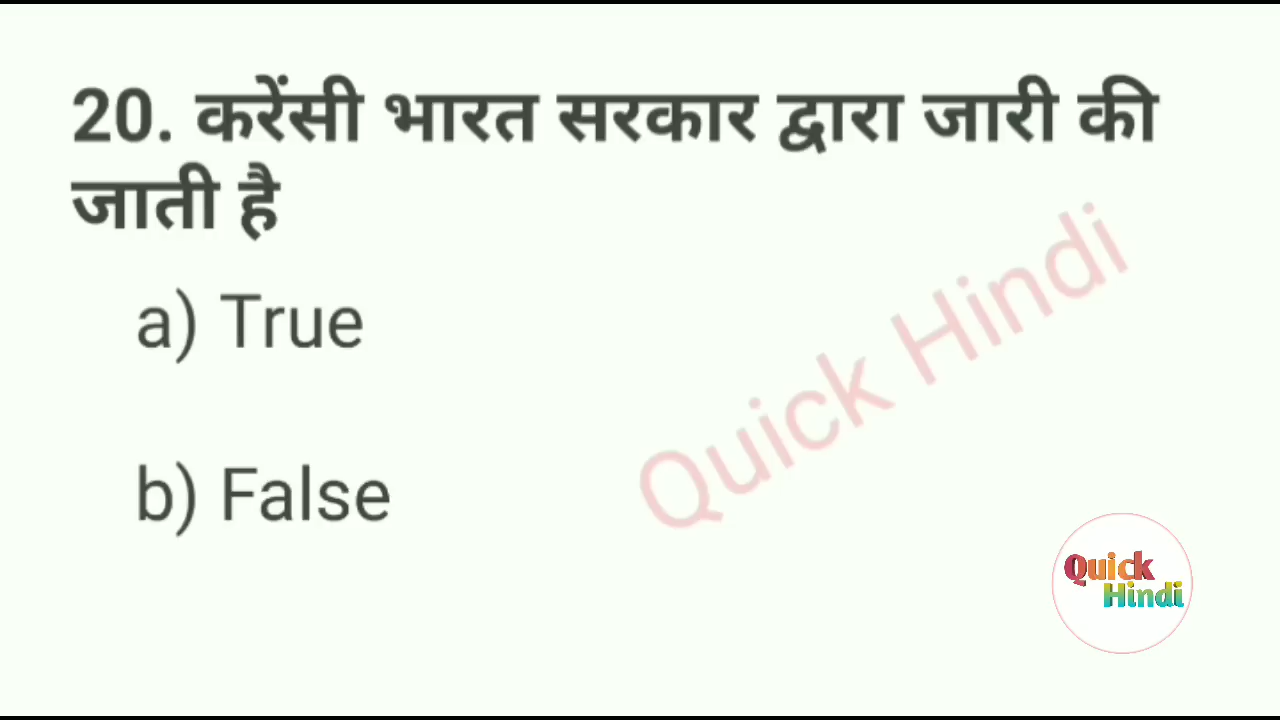 20. करेंसी भारत सरकार द्वारा जारी की
जाती है
a) True
b) False
Quick Hindi
Quick
Hindi